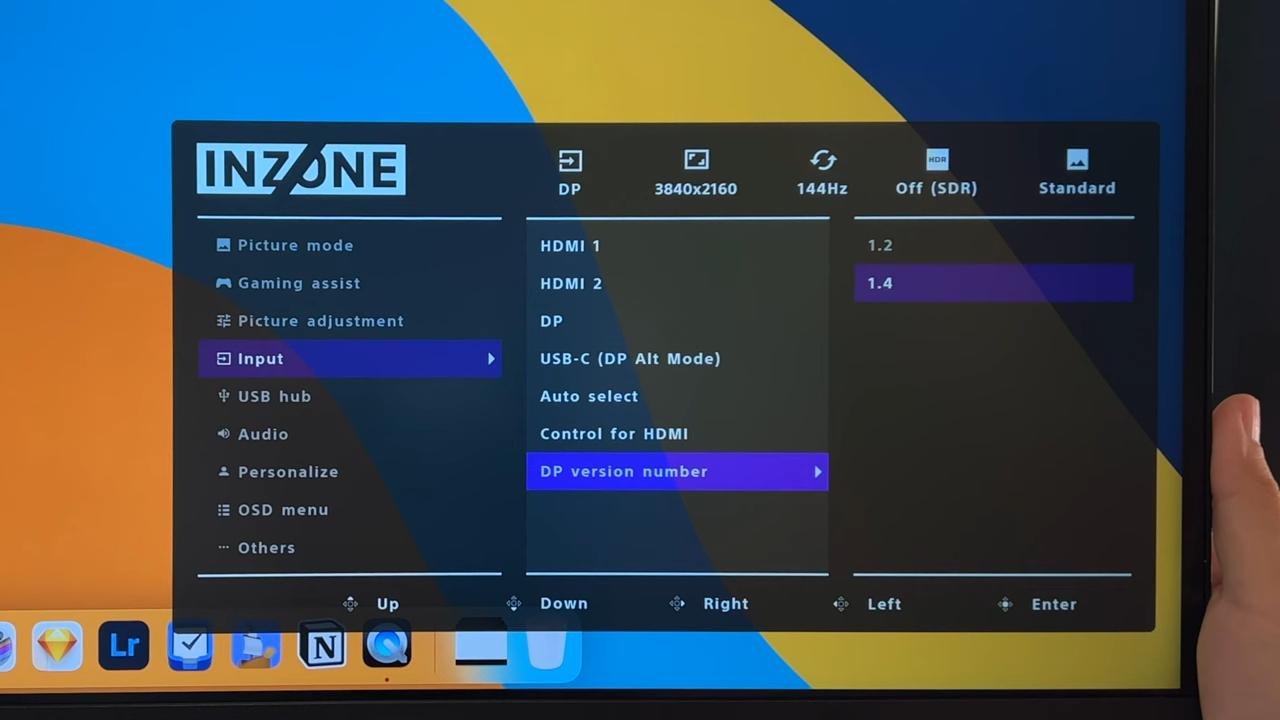 INZONE
DP
3840x2160
144Hz
HDR
Off (SDR)
Standard
Picture mode
Gaming assist
Picture adjustment
Input
USB hub
Audio
Personalize
OSD menu
Others
HDMI 1
HDMI 2
DP
USB-C (DP Alt Mode)
Auto select
Control for HDMI
DP version number
1.2
1.4
Up
Down
Right
Left
Enter
Lr
N